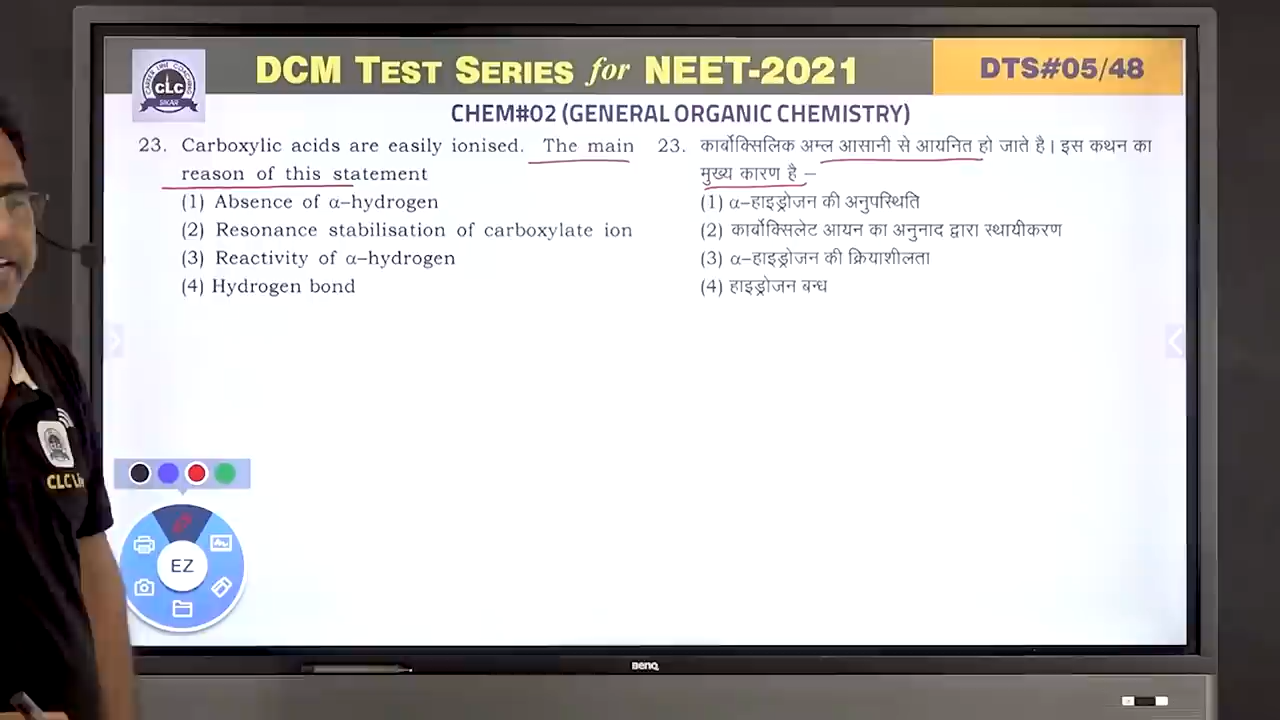 DCM TEST SERIES for NEET-2021
DTS#05/48
CLC
SIKAR
CHEM#02 (GENERAL ORGANIC CHEMISTRY)
23. Carboxylic acids are easily ionised. The main
reason of this statement
(1) Absence of α–hydrogen
(2) Resonance stabilisation of carboxylate ion
(3) Reactivity of α–hydrogen
(4) Hydrogen bond
23. कार्बोक्सिलिक अम्ल आसानी से आयनित हो जाते है। इस कथन का
मुख्य कारण है –
(1) α–हाइड्रोजन की अनुपस्थिति
(2) कार्बोक्सिलेट आयन का अनुनाद द्वारा स्थायीकरण
(3) α–हाइड्रोजन की क्रियाशीलता
(4) हाइड्रोजन बन्ध
EZ
CLC
BenQ